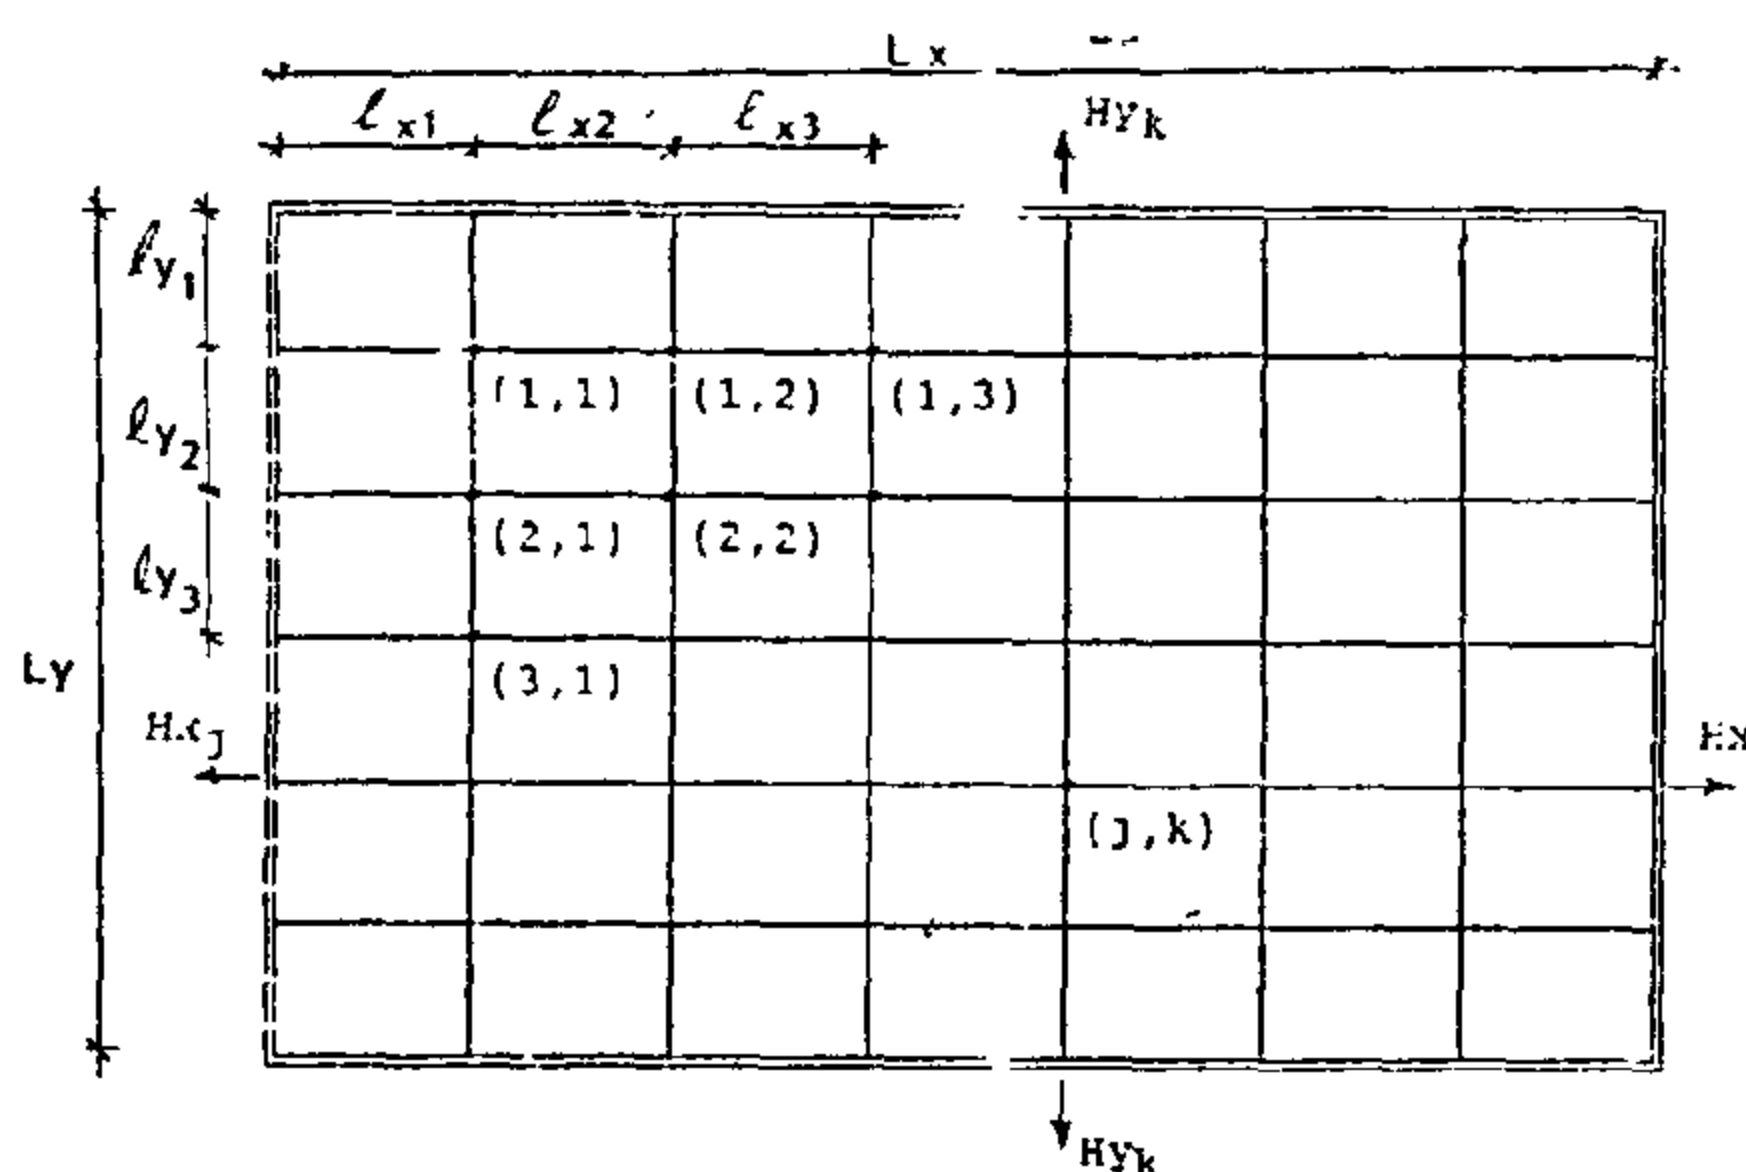 Lx
ℓx1 ℓx2 ℓx3 Hyk
ℓy1
(1,1) (1,2) (1,3)
ℓy2
(2,1) (2,2)
ℓy3
Ly (3,1)
Hxj
(j,k)
Hyk